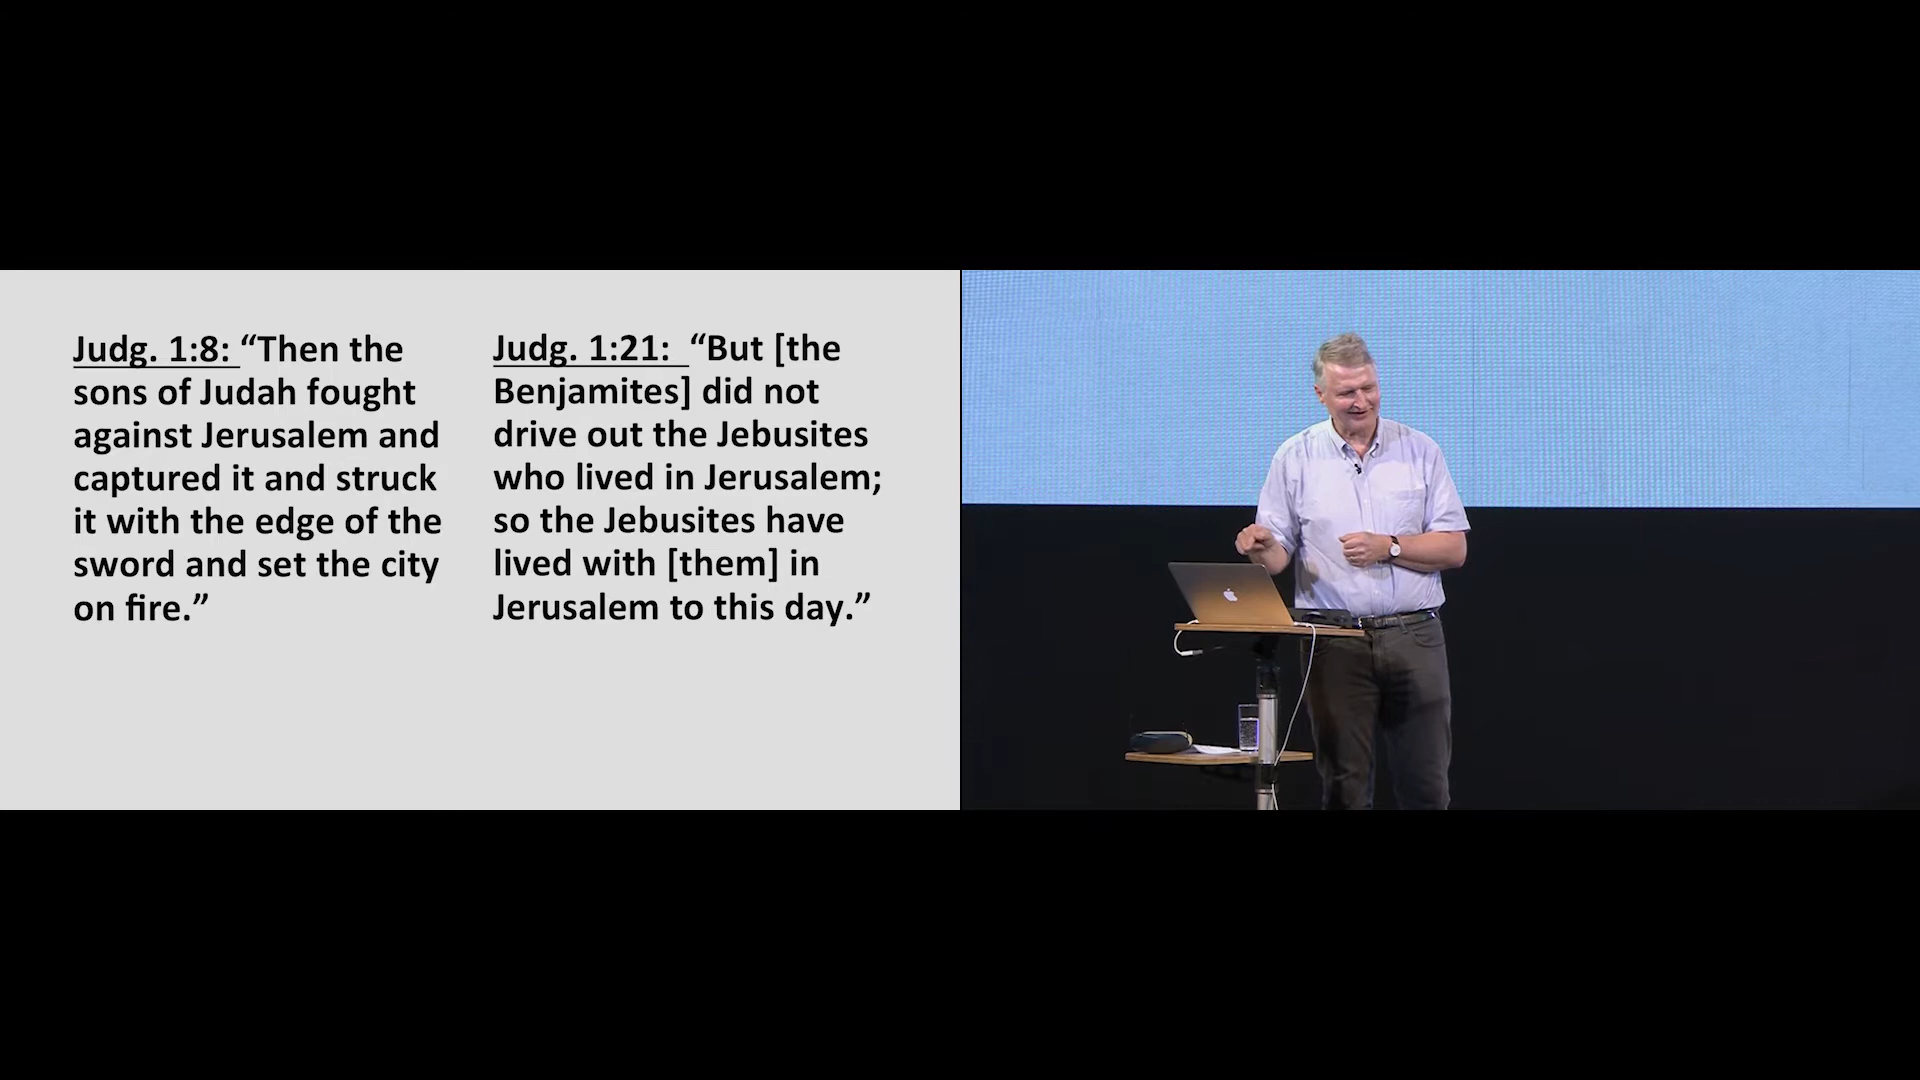 Judg. 1:8: “Then the
sons of Judah fought
against Jerusalem and
captured it and struck
it with the edge of the
sword and set the city
on fire.”
Judg. 1:21:  “But [the
Benjamites] did not
drive out the Jebusites
who lived in Jerusalem;
so the Jebusites have
lived with [them] in
Jerusalem to this day.”